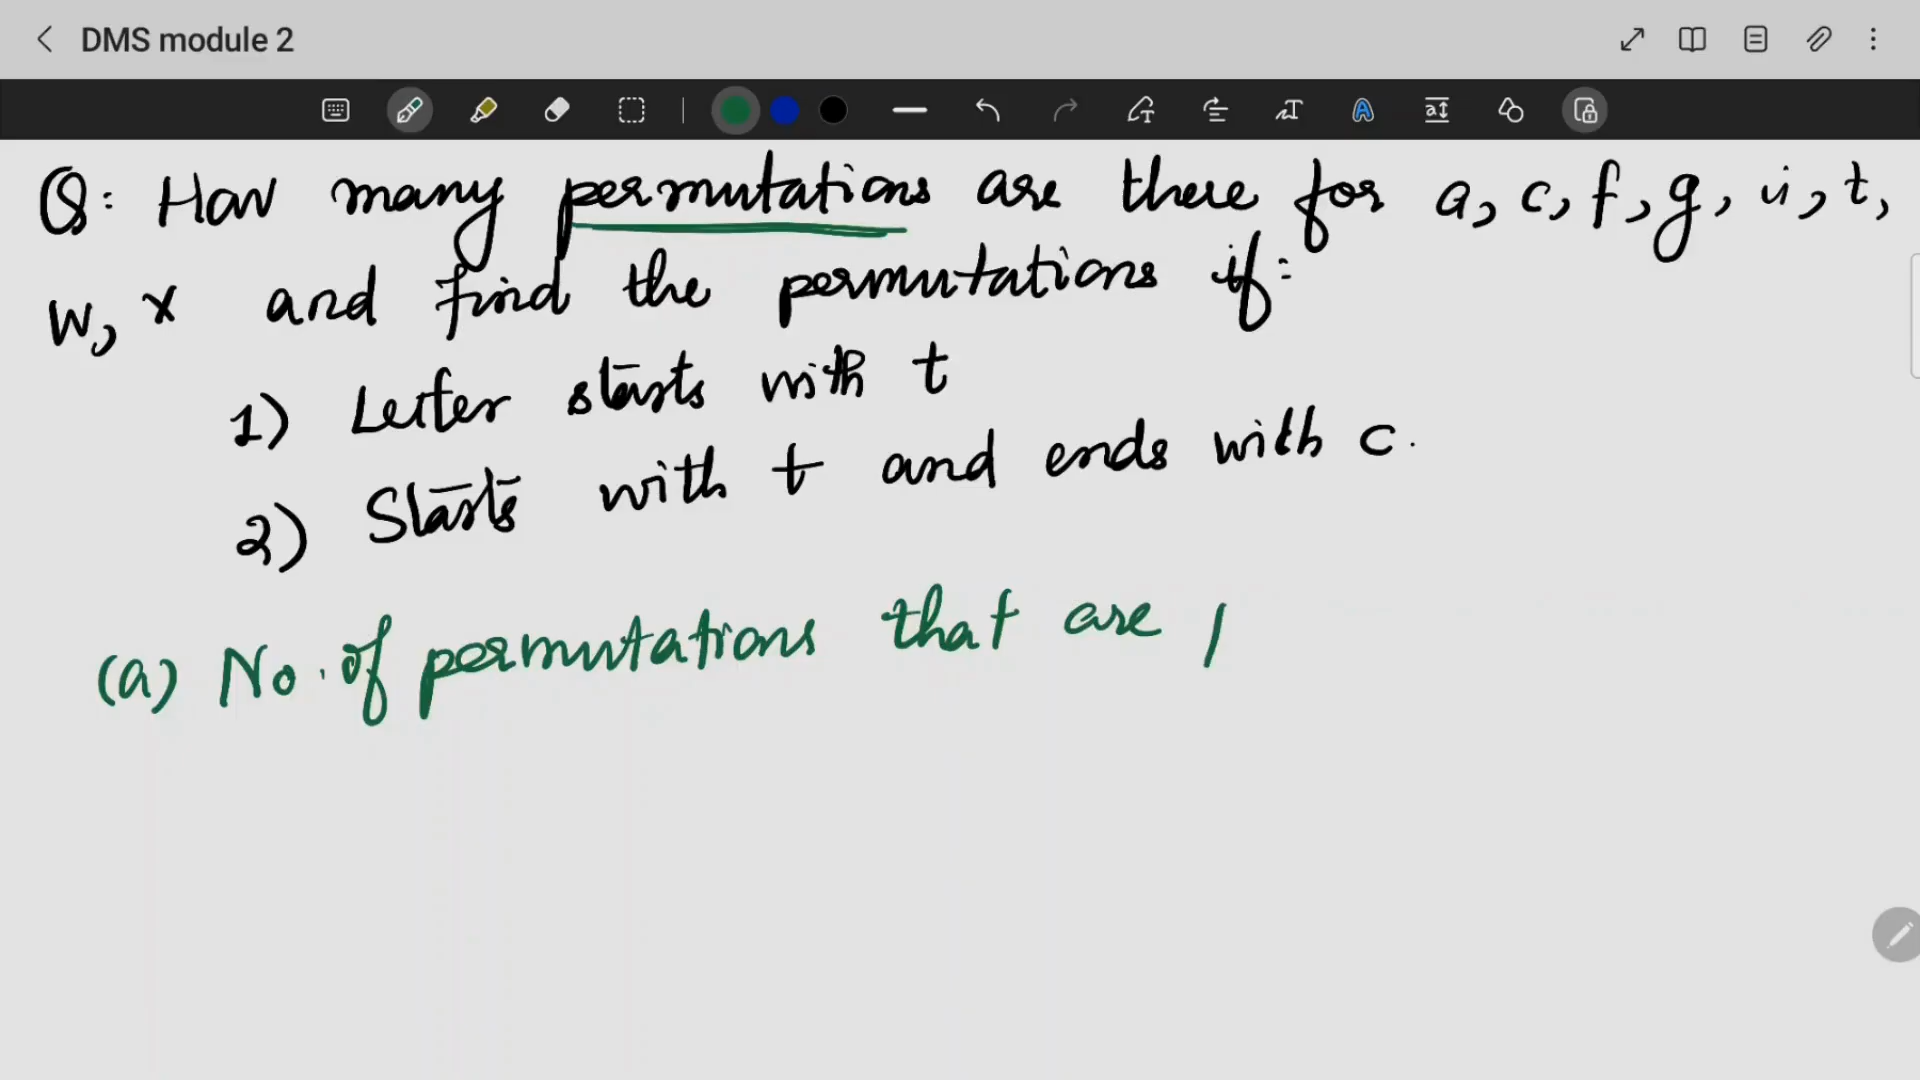 DMS module 2
Q: How many permutations are there for a, c, f, g, i, t,
w, x and find the permutations if:
1) Letter starts with t
2) Starts with t and ends with c.
(a) No. of permutations that are